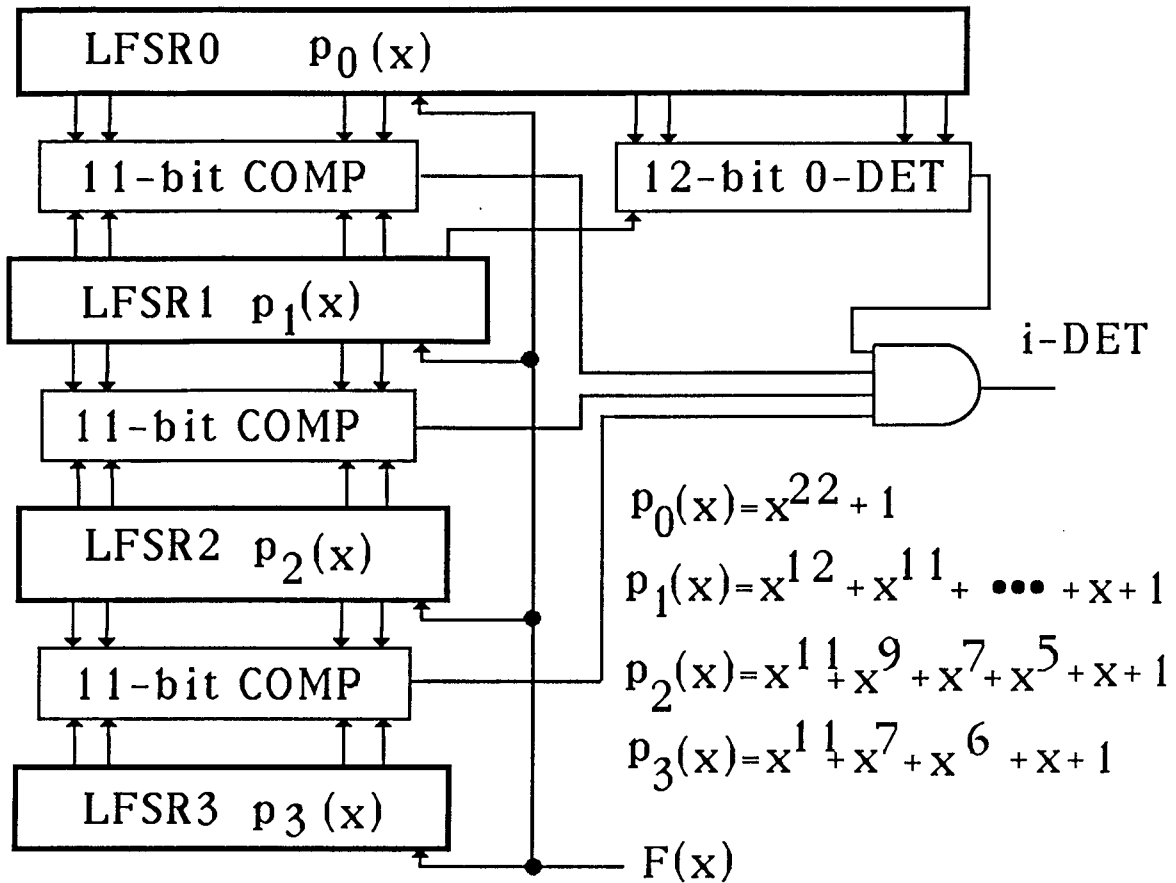 LFSR0 p₀(x)
11-bit COMP
12-bit 0-DET
LFSR1 p₁(x)
i-DET
11-bit COMP
LFSR2 p₂(x)
p₀(x)=x²² + 1
p₁(x)=x¹² + x¹¹ + ••• + x + 1
11-bit COMP
p₂(x)=x¹¹ + x⁹ + x⁷ + x⁵ + x + 1
p₃(x)=x¹¹ + x⁷ + x⁶ + x + 1
LFSR3 p₃(x)
F(x)